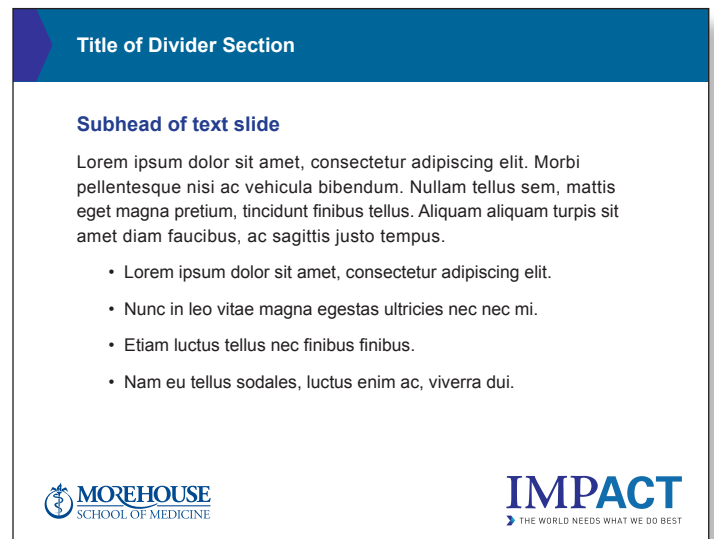 Title of Divider Section
Subhead of text slide
Lorem ipsum dolor sit amet, consectetur adipiscing elit. Morbi
pellentesque nisi ac vehicula bibendum. Nullam tellus sem, mattis
eget magna pretium, tincidunt finibus tellus. Aliquam aliquam turpis sit
amet diam faucibus, ac sagittis justo tempus.
• Lorem ipsum dolor sit amet, consectetur adipiscing elit.
• Nunc in leo vitae magna egestas ultricies nec nec mi.
• Etiam luctus tellus nec finibus finibus.
• Nam eu tellus sodales, luctus enim ac, viverra dui.
MOREHOUSE
SCHOOL OF MEDICINE
IMPACT
THE WORLD NEEDS WHAT WE DO BEST